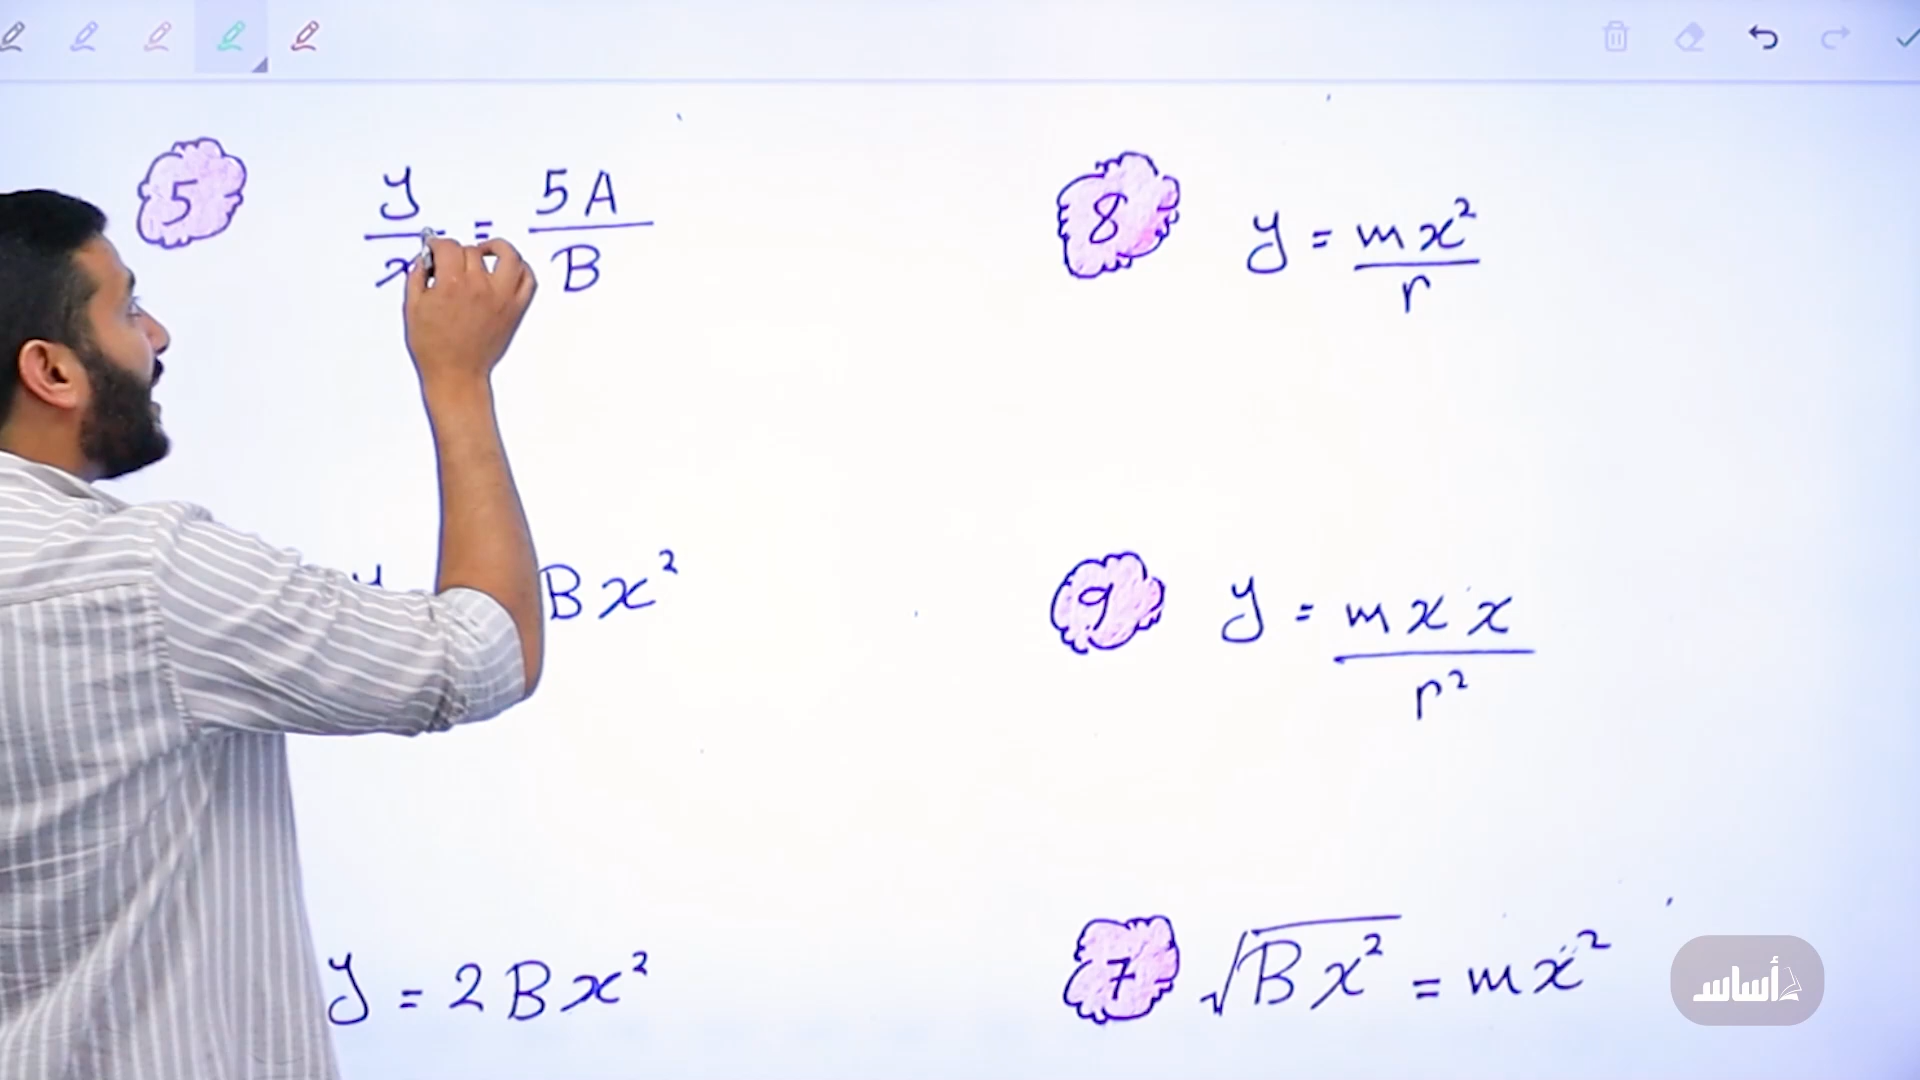 5
y/x = 5A/B
Bx²
y = 2Bx²
8
y = mx²/r
9
y = mxx/r²
7
√Bx² = mx²
أساس